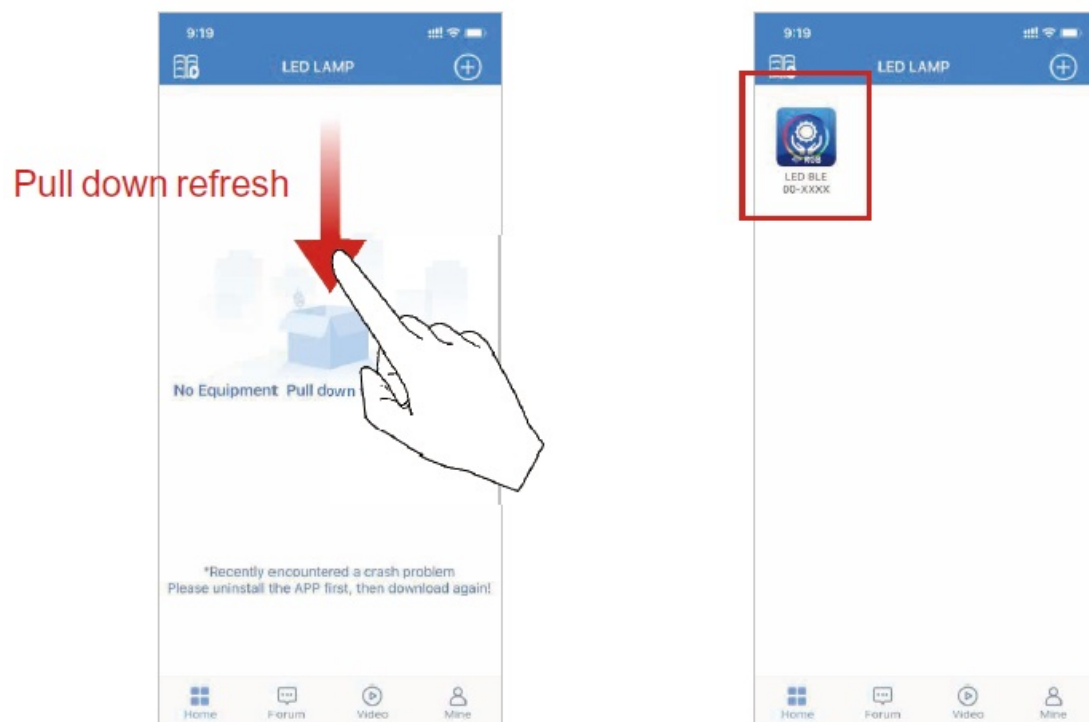 9:19
LED LAMP
Pull down refresh
No Equipment Pull down
*Recently encountered a crash problem
Please uninstall the APP first, then download again!
Home Forum Video Mine
9:19
LED LAMP
RGB
LED BLE
00-XXXX
Home Forum Video Mine